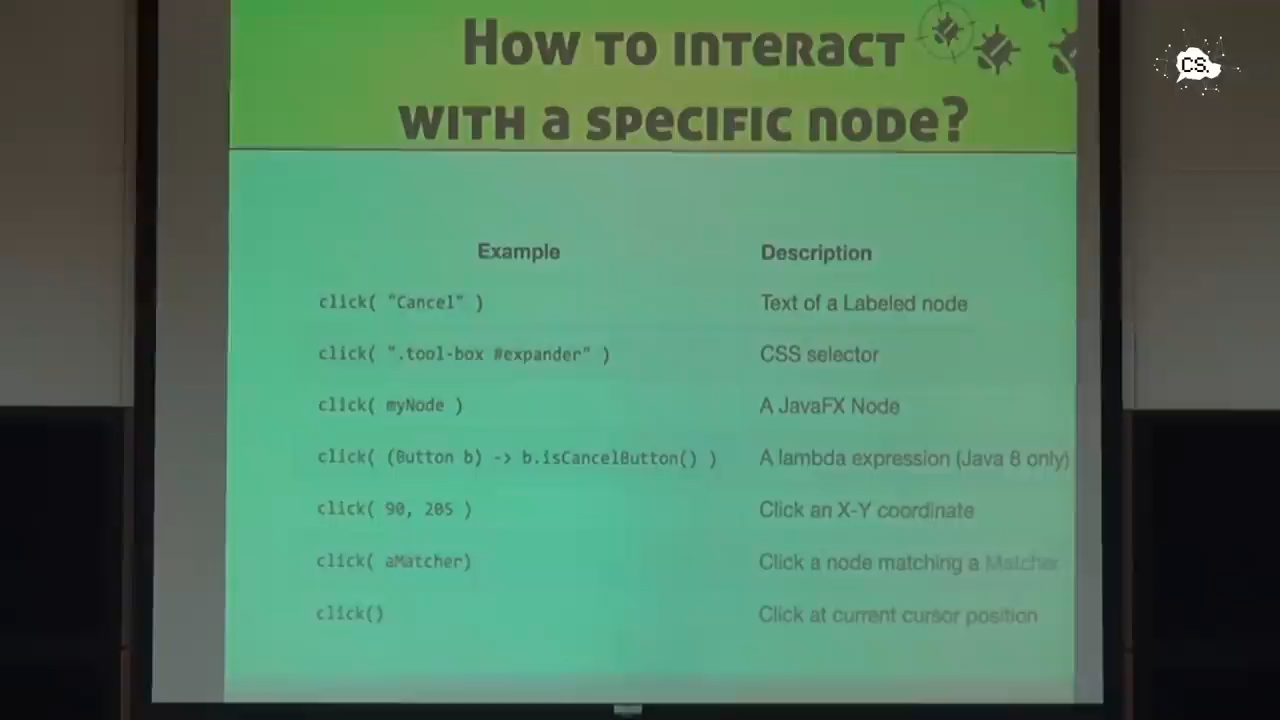 How to interact
with a specific node?
CS.
Example Description
click( "Cancel" ) Text of a Labeled node
click( ".tool-box #expander" ) CSS selector
click( myNode ) A JavaFX Node
click( (Button b) -> b.isCancelButton() ) A lambda expression (Java 8 only)
click( 90, 205 ) Click an X-Y coordinate
click( aMatcher) Click a node matching a Matcher
click() Click at current cursor position